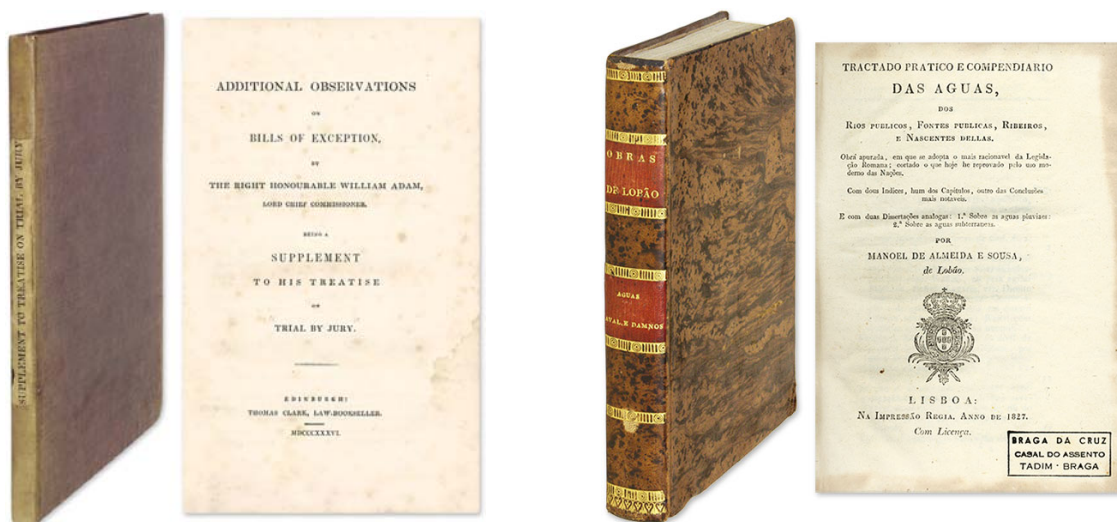 SUPPLEMENT TO TREATISE ON TRIAL BY JURY
ADDITIONAL OBSERVATIONS
ON
BILLS OF EXCEPTION,
BY
THE RIGHT HONOURABLE WILLIAM ADAM,
LORD CHIEF COMMISSIONER.
BEING A
SUPPLEMENT
TO HIS TREATISE
ON
TRIAL BY JURY.
EDINBURGH:
THOMAS CLARK, LAW-BOOKSELLER.
MDCCCXXXVI.
OBRAS
DE LOBÃO
AGUAS
AVAL. E DAMNOS
TRACTADO PRATICO E COMPENDIARIO
DAS AGUAS,
DOS
RIOS PUBLICOS, FONTES PUBLICAS, RIBEIROS,
E NASCENTES DELLAS.
Obra apurada, em que se adopta o mais racionavel da Legisla-
ção Romana; cortado o que hoje he reprovado pelo uso mo-
derno das Nações.
Com dous Indices, hum dos Capitulos, outro das Conclusões
mais notaveis.
E com duas Dissertações analogas: 1.ª Sobre as aguas pluviaes:
2.ª Sobre as aguas subterraneas.
POR
MANOEL DE ALMEIDA E SOUSA,
de Lobão.
LISBOA:
NA IMPRESSÃO REGIA. ANNO DE 1827.
Com Licença.
BRAGA DA CRUZ
CASAL DO ASSENTO
TADIM · BRAGA